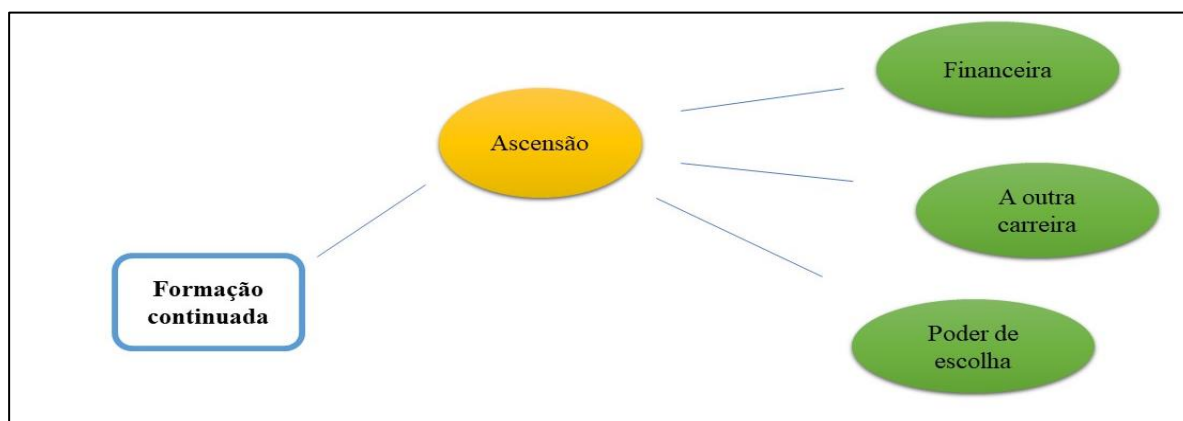 Financeira
Ascensão
A outra
carreira
Formação
continuada
Poder de
escolha